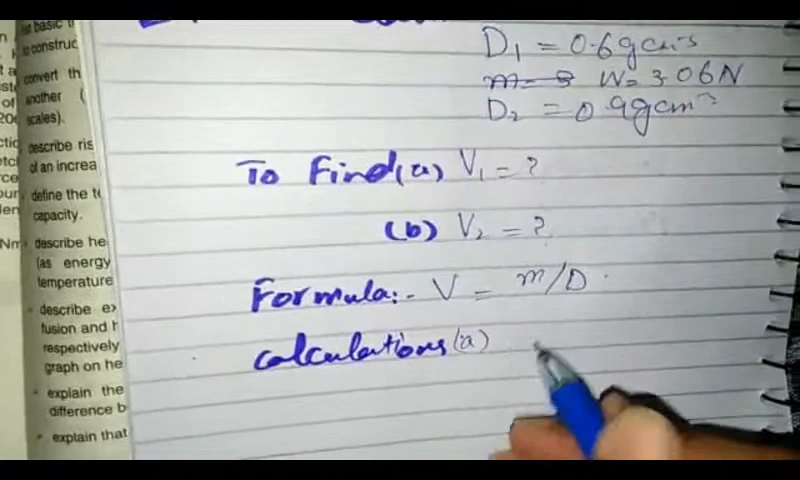 to construc
convert th
another (
scales).
describe ris
of an increa
define the te
capacity.
describe he
(as energy
temperature
describe ex
fusion and h
respectively
graph on he
explain the
difference b
explain that
D₁ = 0.6gcm⁻³
W = 3.06N
D₂ = 0.9gcm⁻³
To Find (a) V₁ = ?
(b) V₂ = ?
Formula:- V = m/D
Calculations (a)